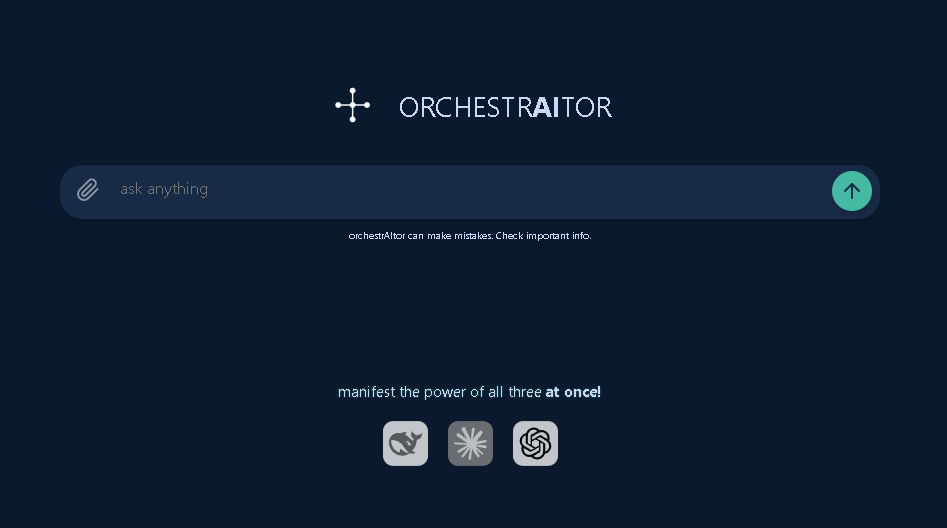 ORCHESTRAITOR
ask anything
orchestrAItor can make mistakes. Check important info.
manifest the power of all three at once!